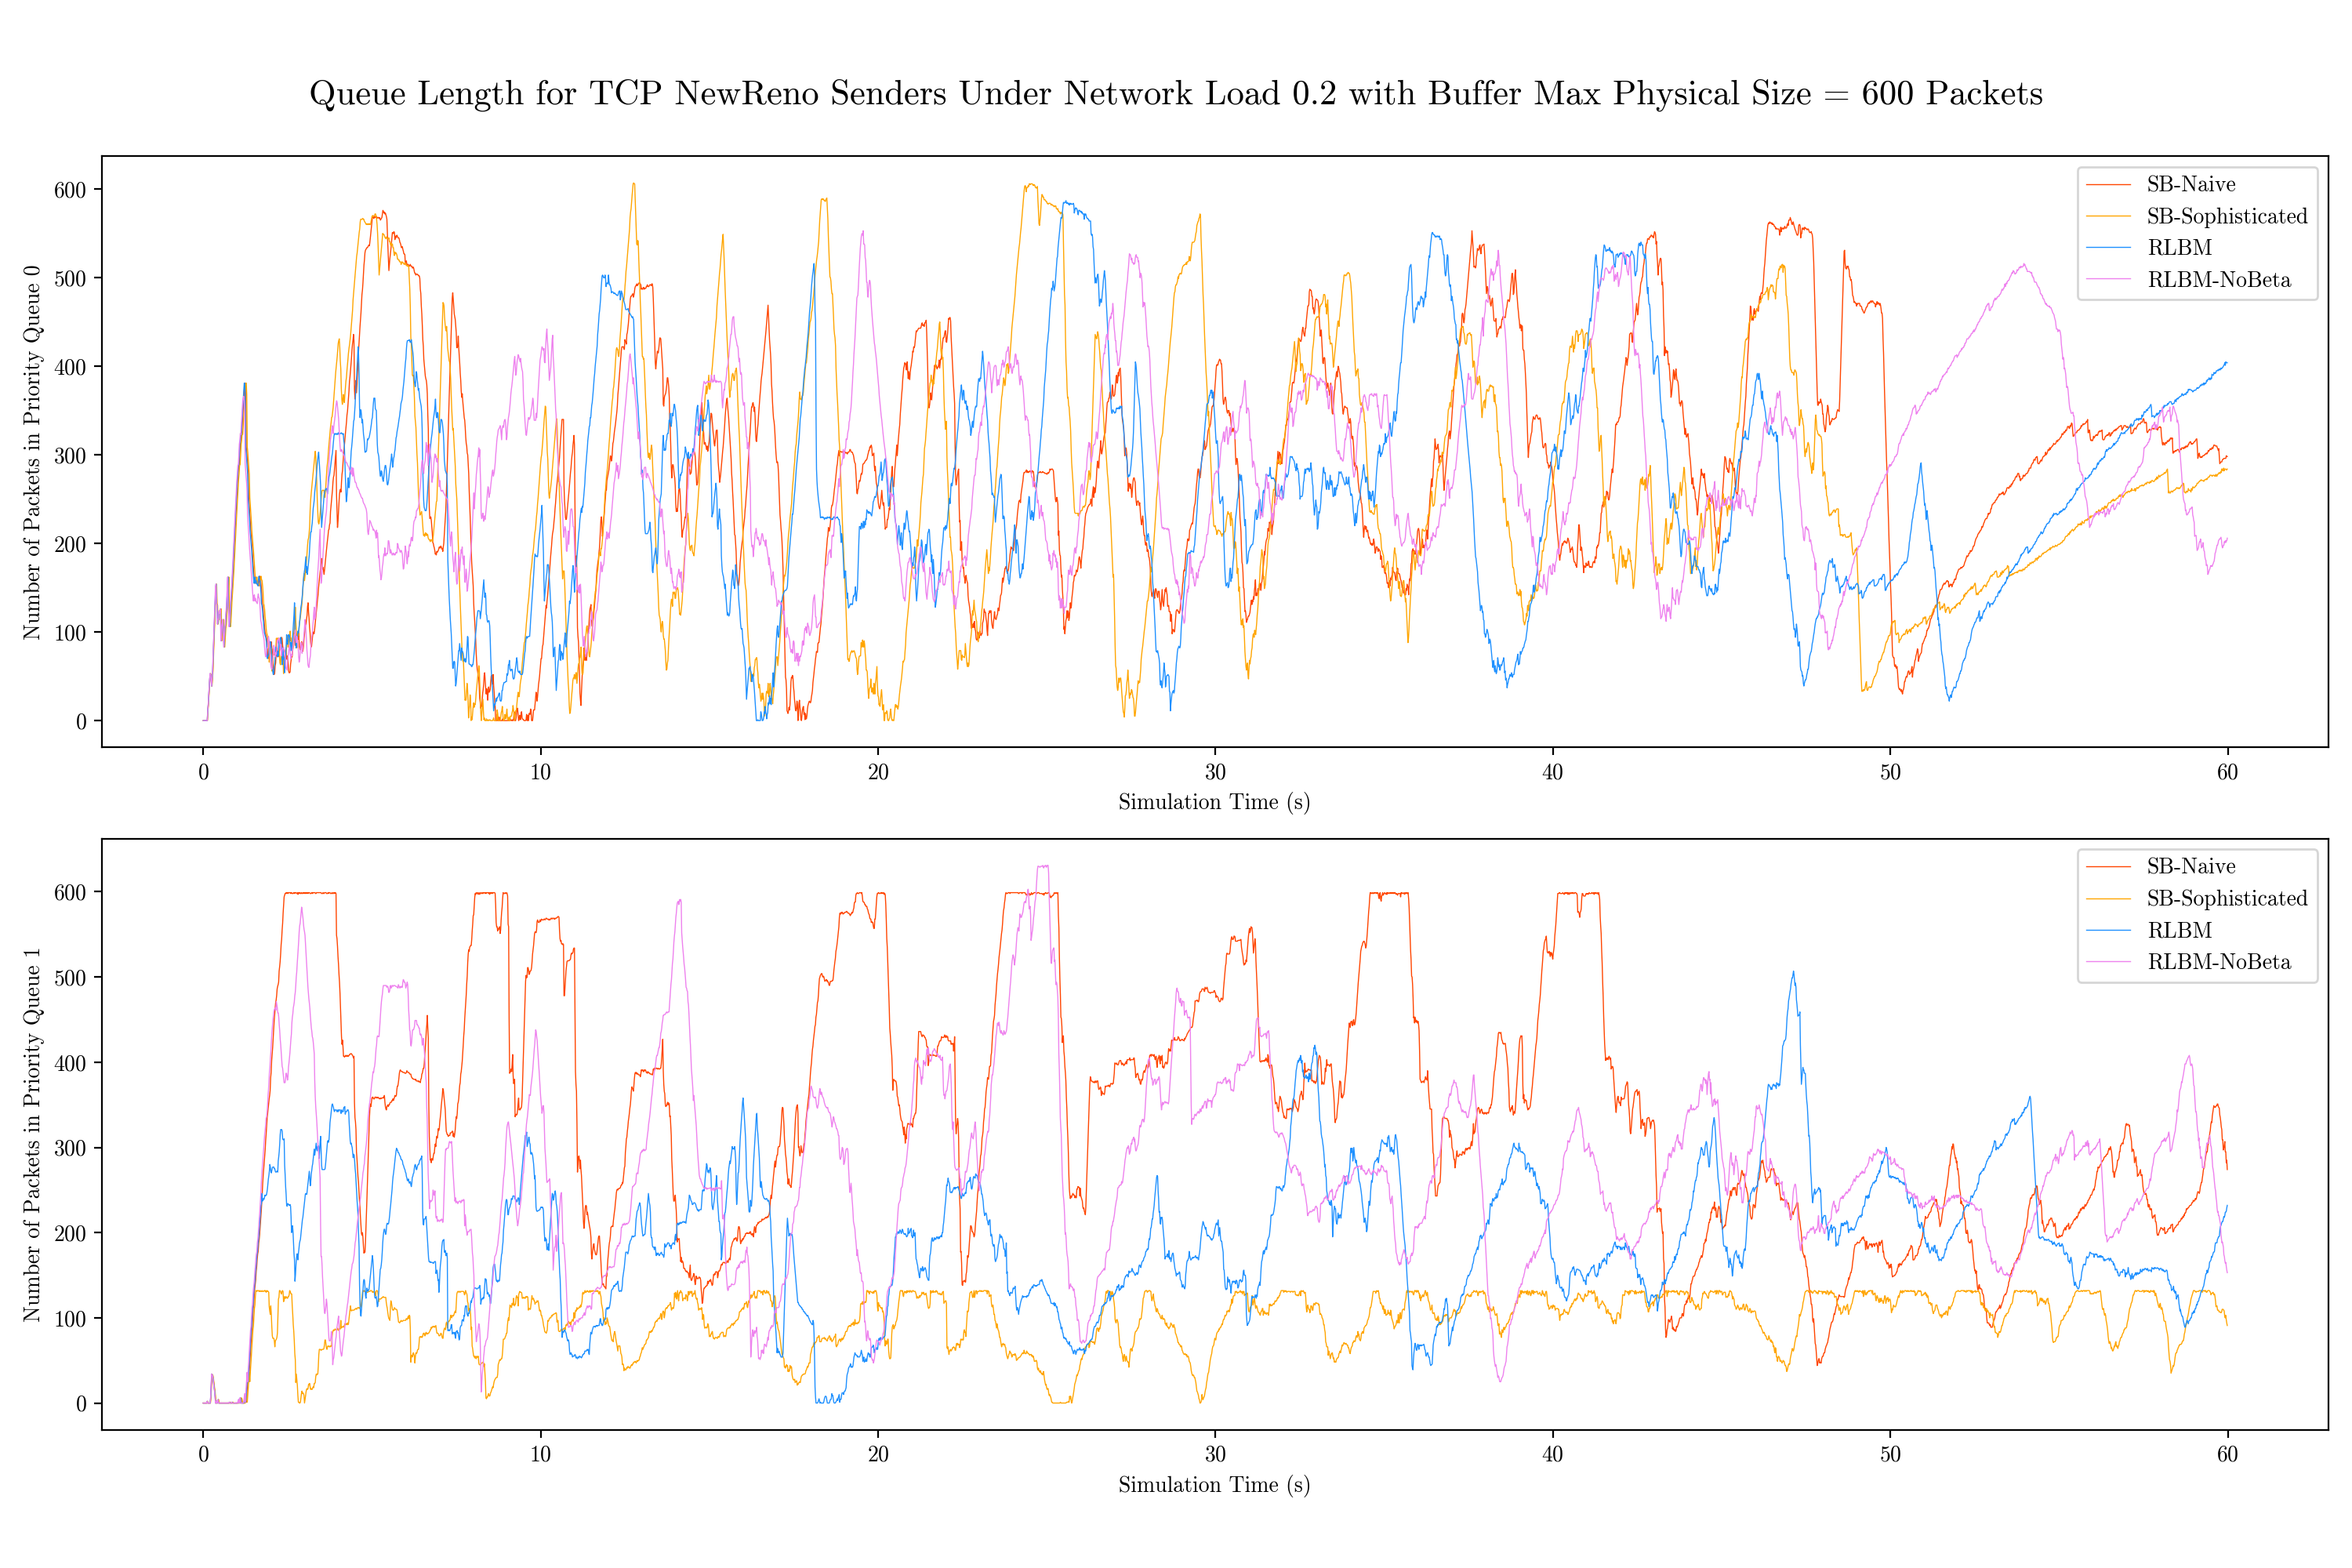 Queue Length for TCP NewReno Senders Under Network Load 0.2 with Buffer Max Physical Size = 600 Packets
Number of Packets in Priority Queue 0
600
500
400
300
200
100
0
SB-Naive
SB-Sophisticated
RLBM
RLBM-NoBeta
0 10 20 30 40 50 60
Simulation Time (s)
Number of Packets in Priority Queue 1
600
500
400
300
200
100
0
SB-Naive
SB-Sophisticated
RLBM
RLBM-NoBeta
0 10 20 30 40 50 60
Simulation Time (s)